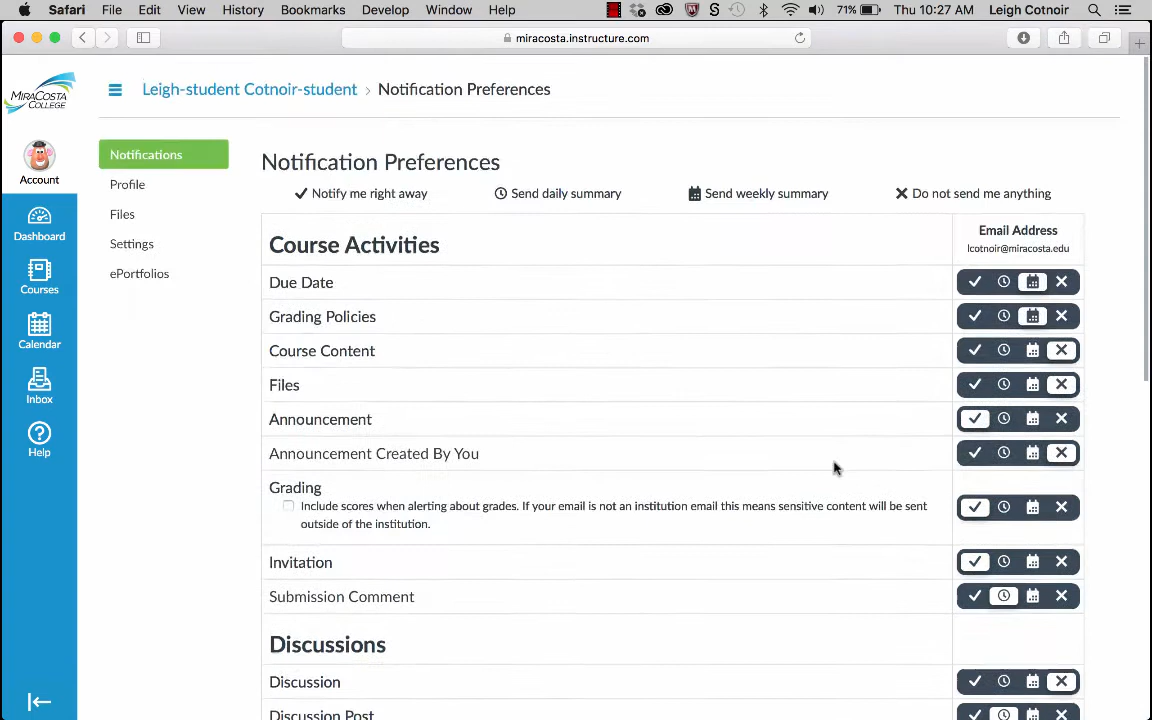 Safari File Edit View History Bookmarks Develop Window Help S 71% Thu 10:27 AM Leigh Cotnoir
miracosta.instructure.com
MIRACOSTA
COLLEGE
Leigh-student Cotnoir-student › Notification Preferences
Account
Dashboard
Courses
Calendar
Inbox
Help
Notifications
Profile
Files
Settings
ePortfolios
Notification Preferences
Notify me right away Send daily summary Send weekly summary Do not send me anything
Course Activities
Email Address
lcotnoir@miracosta.edu
Due Date
Grading Policies
Course Content
Files
Announcement
Announcement Created By You
Grading
Include scores when alerting about grades. If your email is not an institution email this means sensitive content will be sent
outside of the institution.
Invitation
Submission Comment
Discussions
Discussion
Discussion Post